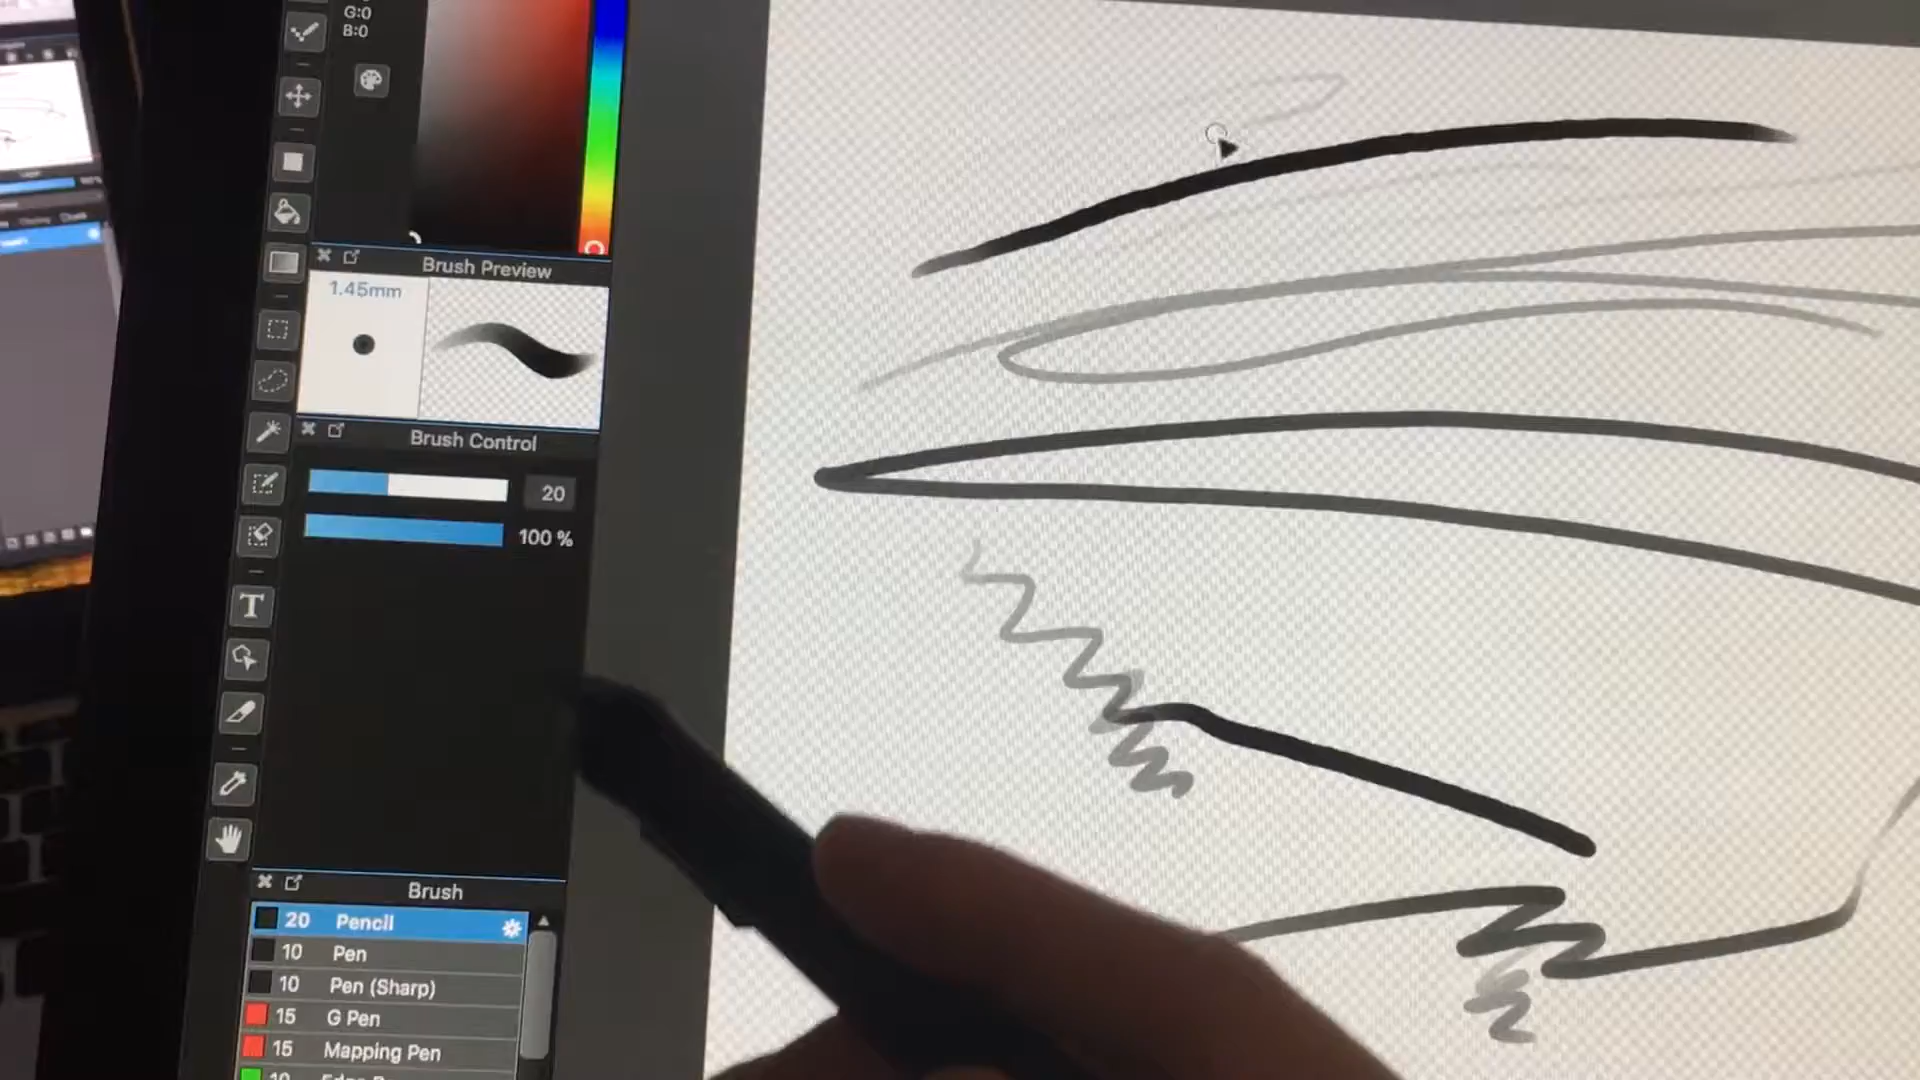 G:0
B:0
Brush Preview
1.45mm
Brush Control
20
100 %
T
Brush
20 Pencil
10 Pen
10 Pen (Sharp)
15 G Pen
15 Mapping Pen